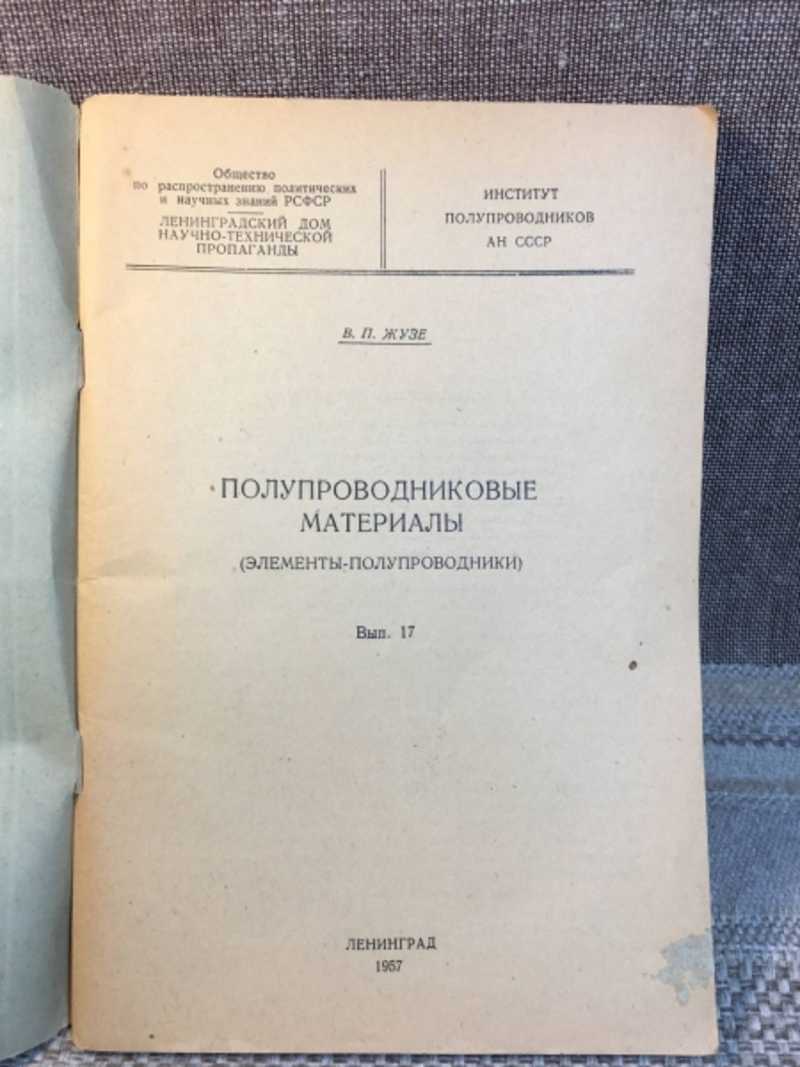 Общество
по распространению политических
и научных знаний РСФСР
ЛЕНИНГРАДСКИЙ ДОМ
НАУЧНО-ТЕХНИЧЕСКОЙ
ПРОПАГАНДЫ
ИНСТИТУТ
ПОЛУПРОВОДНИКОВ
АН СССР
В. П. ЖУЗЕ
ПОЛУПРОВОДНИКОВЫЕ
МАТЕРИАЛЫ
(ЭЛЕМЕНТЫ-ПОЛУПРОВОДНИКИ)
Вып. 17
ЛЕНИНГРАД
1957